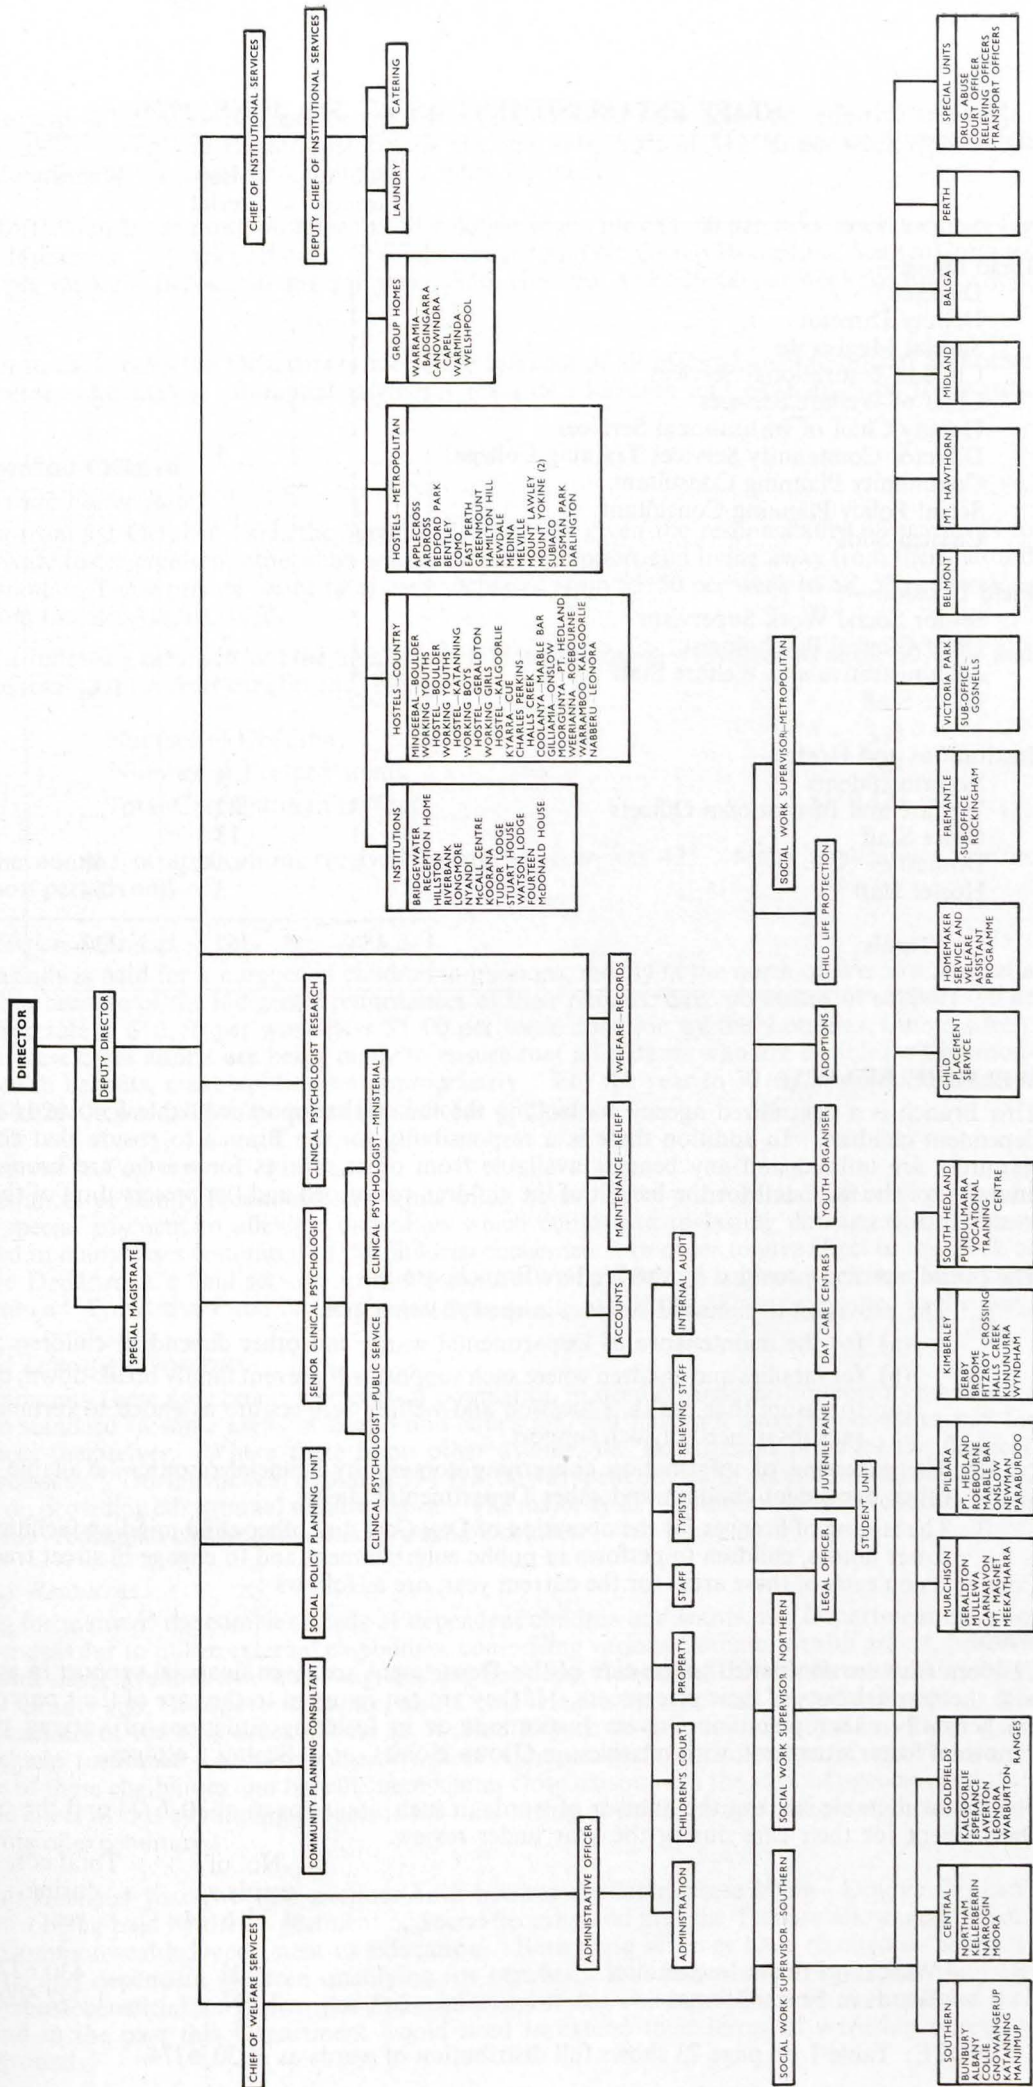 DIRECTOR
DEPUTY DIRECTOR
SPECIAL MAGISTRATE
CHIEF OF WELFARE SERVICES
COMMUNITY PLANNING CONSULTANT
SOCIAL POLICY PLANNING UNIT
SENIOR CLINICAL PSYCHOLOGIST
CLINICAL PSYCHOLOGIST RESEARCH
CHIEF OF INSTITUTIONAL SERVICES
DEPUTY CHIEF OF INSTITUTIONAL SERVICES
CLINICAL PSYCHOLOGIST—PUBLIC SERVICE
CLINICAL PSYCHOLOGIST—MINISTERIAL
INSTITUTIONS
BRIDGEWATER
RECEPTION HOME
HILLSTAN
RIVERBANK
LONGMORE
NYANDI
McCALL CENTRE
KOORANA
TUDOR LODGE
STUART HOUSE
WATSON LODGE
FOURTEEN
McDONALD HOUSE
HOSTELS—COUNTRY
MINDEEBAL—BOULDER
WORKING YOUTHS
HOSTEL—BOULDER
WORKING YOUTHS
HOSTEL—KATANNING
WORKING BOYS
HOSTEL—GERALDTON
WORKING GIRLS
HOSTEL—KALGOORLIE
KYARRA—CUE
CHARLES PERKINS
HALLS CREEK
COOLANYA—MARBLE BAR
GILLIAMIA—ONSLOW
MOORGUNYA—PT. HEDLAND
WEERIANNA—ROEBOURNE
WARRAMBOO—KALGOORLIE
NABBERU—LEONORA
HOSTELS—METROPOLITAN
APPLECROSS
ARDROSS
BEDFORD PARK
BENTLEY
COMO
EAST PERTH
GREENMOUNT
HAMILTON HILL
KEWDALE
MEDINA
MELVILLE
MOUNT LAWLEY
MOUNT YOKINE (2)
SUBIACO
MOSMAN PARK
DARLINGTON
GROUP HOMES
WARRAMIA—
BADGINGARRA
CANOWINDRA—
CAPEL
WARMINDA—
WELSHPOOL
LAUNDRY
CATERING
ADMINISTRATIVE OFFICER
ACCOUNTS
MAINTENANCE—RELIEF
WELFARE—RECORDS
ADMINISTRATION
CHILDREN'S COURT
PROPERTY
STAFF
TYPISTS
RELIEVING STAFF
INTERNAL AUDIT
SOCIAL WORK SUPERVISOR—SOUTHERN
SOCIAL WORK SUPERVISOR—NORTHERN
SOCIAL WORK SUPERVISOR—METROPOLITAN
LEGAL OFFICER
JUVENILE PANEL
DAY CARE CENTRES
YOUTH ORGANISER
ADOPTIONS
CHILD LIFE PROTECTION
STUDENT UNIT
SOUTHERN
BUNBURY
ALBANY
COLLIE
GNOWANGERUP
KATANNING
MANJIMUP
CENTRAL
NORTHAM
KELLERBERRIN
NARROGIN
MOORA
GOLDFIELDS
KALGOORLIE
ESPERANCE
LAVERTON
LEONORA
WARBURTON
RANGES
MURCHISON
GERALDTON
MULLEWA
CARNARVON
MT. MAGNET
MEEKATHARRA
PILBARA
PT. HEDLAND
ROEBOURNE
MARBLE BAR
ONSLOW
NEWMAN
PARABURDOO
KIMBERLEY
DERBY
BROOME
FITZROY CROSSING
HALLS CREEK
KUNUNURRA
WYNDHAM
SOUTH HEDLAND
PUNDULMARRA
VOCATIONAL
TRAINING
CENTRE
CHILD
PLACEMENT
SERVICE
HOMEMAKER
SERVICE AND
WELFARE
ASSISTANT
PROGRAMME
FREMANTLE
SUB-OFFICE
ROCKINGHAM
VICTORIA PARK
SUB-OFFICE
GOSNELLS
BELMONT
MT. HAWTHORN
MIDLAND
BALGA
PERTH
SPECIAL UNITS
DRUG ABUSE
COURT OFFICER
RELIEVING OFFICERS
TRANSPORT OFFICERS